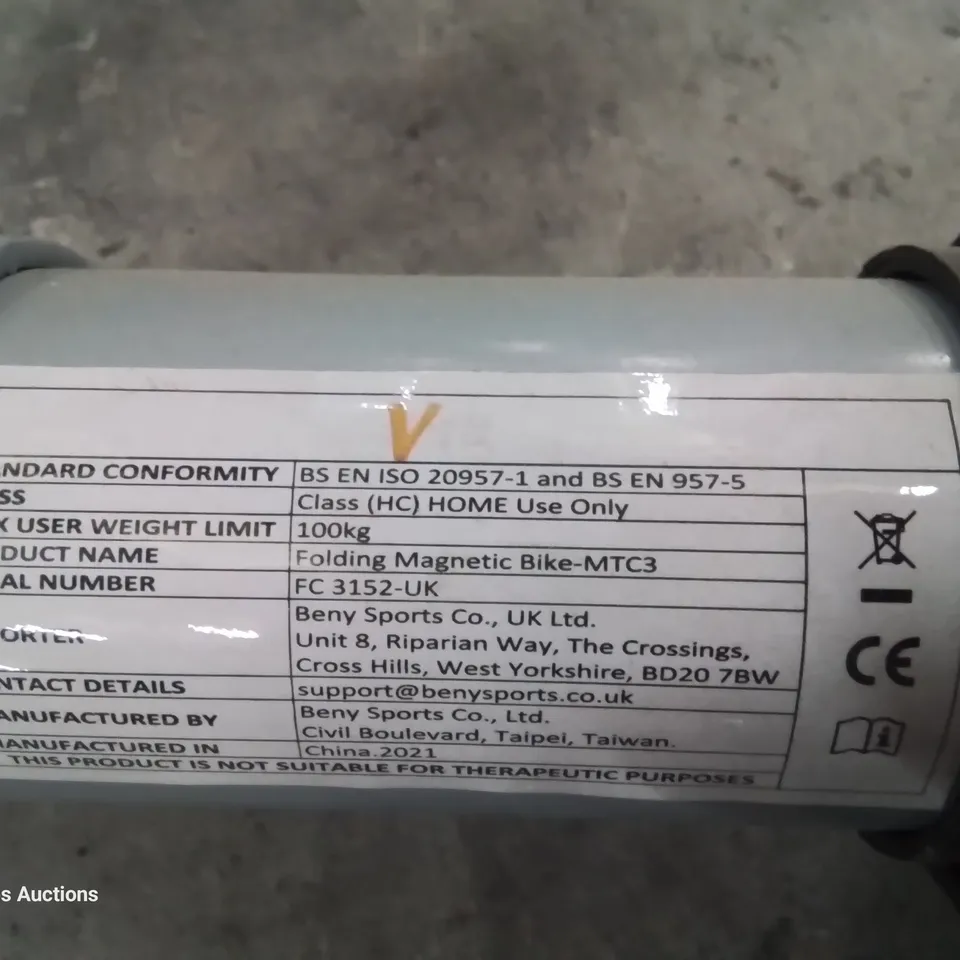 V
NDARD CONFORMITY BS EN ISO 20957-1 and BS EN 957-5
SS Class (HC) HOME Use Only
X USER WEIGHT LIMIT 100kg
DUCT NAME Folding Magnetic Bike-MTC3
AL NUMBER FC 3152-UK
ORTER Beny Sports Co., UK Ltd.
Unit 8, Riparian Way, The Crossings,
Cross Hills, West Yorkshire, BD20 7BW
NTACT DETAILS support@benysports.co.uk
ANUFACTURED BY Beny Sports Co., Ltd.
Civil Boulevard, Taipei, Taiwan.
MANUFACTURED IN China.2021
THIS PRODUCT IS NOT SUITABLE FOR THERAPEUTIC PURPOSES
CE
s Auctions